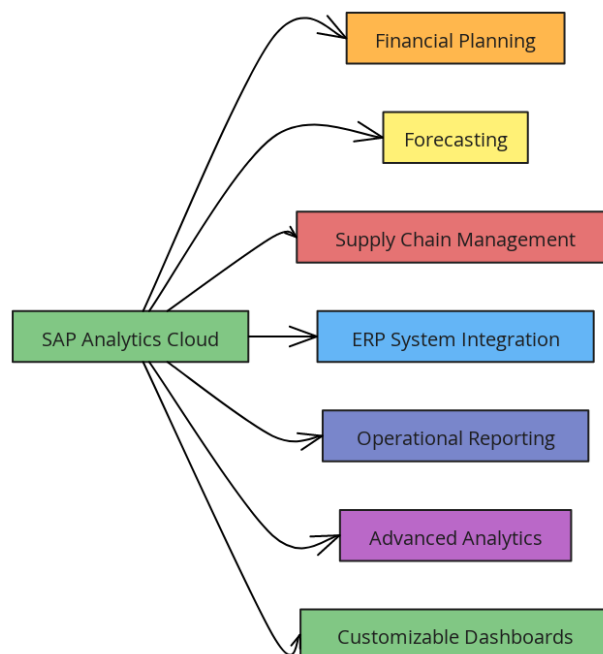 Financial Planning
Forecasting
Supply Chain Management
SAP Analytics Cloud
ERP System Integration
Operational Reporting
Advanced Analytics
Customizable Dashboards